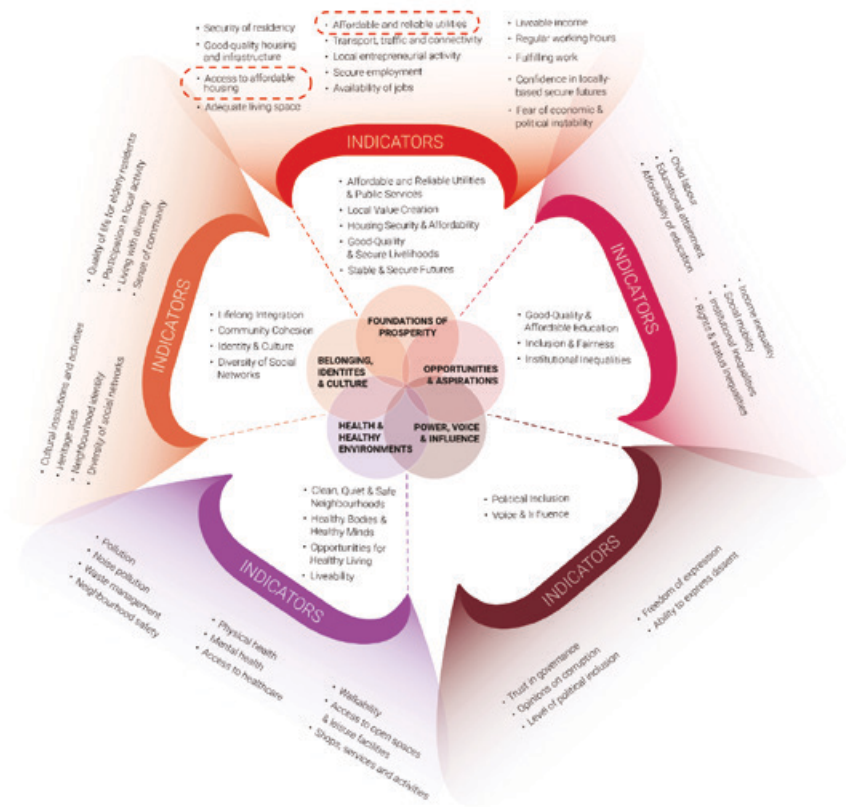 • Security of residency
• Good-quality housing
and infrastructure
• Access to affordable
housing
• Adequate living space
• Affordable and reliable utilities
• Transport, traffic and connectivity
• Local entrepreneurial activity
• Secure employment
• Availability of jobs
• Liveable income
• Regular working hours
• Fulfilling work
• Confidence in locally-
based secure futures
• Fear of economic &
political instability
INDICATORS
• Affordable and Reliable Utilities
& Public Services
• Local Value Creation
• Housing Security & Affordability
• Good-Quality
& Secure Livelihoods
• Stable & Secure Futures
• Child labour
• Educational attainment
• Affordability of education
• Income inequality
• Social mobility
• Institutional inequalities
• Rights & status inequalities
INDICATORS
• Good-Quality &
Affordable Education
• Inclusion & Fairness
• Institutional Inequalities
• Quality of life for elderly residents
• Participation in local activity
• Living with diversity
• Sense of community
• Cultural institutions and activities
• Heritage sites
• Neighbourhood identity
• Diversity of social networks
INDICATORS
• Lifelong Integration
• Community Cohesion
• Identity & Culture
• Diversity of Social
Networks
FOUNDATIONS OF
PROSPERITY
BELONGING,
IDENTITES
& CULTURE
OPPORTUNITIES
& ASPIRATIONS
HEALTH &
HEALTHY
ENVIRONMENTS
POWER, VOICE
& INFLUENCE
• Clean, Quiet & Safe
Neighbourhoods
• Healthy Bodies &
Healthy Minds
• Opportunities for
Healthy Living
• Liveability
INDICATORS
• Pollution
• Noise pollution
• Waste management
• Neighbourhood safety
• Physical health
• Mental health
• Access to healthcare
• Walkability
• Access to open spaces
& leisure facilities
• Shops, services and activities
• Political Inclusion
• Voice & Influence
INDICATORS
• Freedom of expression
• Ability to express dissent
• Trust in governance
• Opinions on corruption
• Level of political inclusion